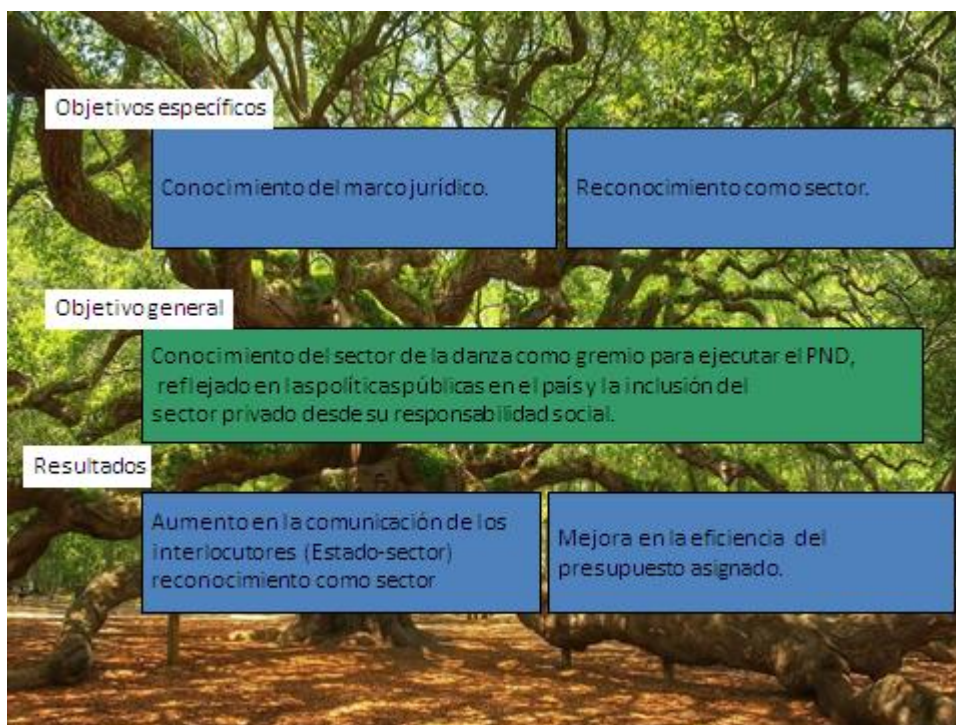 Objetivos específicos
Conocimiento del marco jurídico.
Reconocimiento como sector.
Objetivo general
Conocimiento del sector de la danza como gremio para ejecutar el PND,
reflejado en las políticas públicas en el país y la inclusión del
sector privado desde su responsabilidad social.
Resultados
Aumento en la comunicación de los
interlocutores (Estado-sector)
reconocimiento como sector
Mejora en la eficiencia del
presupuesto asignado.